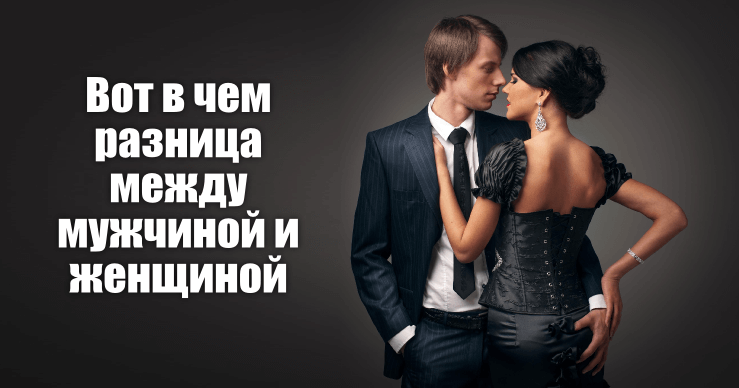 Вот в чем
разница
между
мужчиной и
женщиной